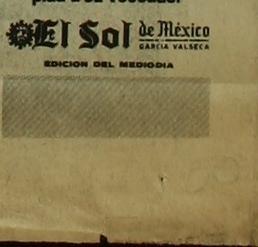 El Sol de México
GARCIA VALSECA
EDICION DEL MEDIODIA